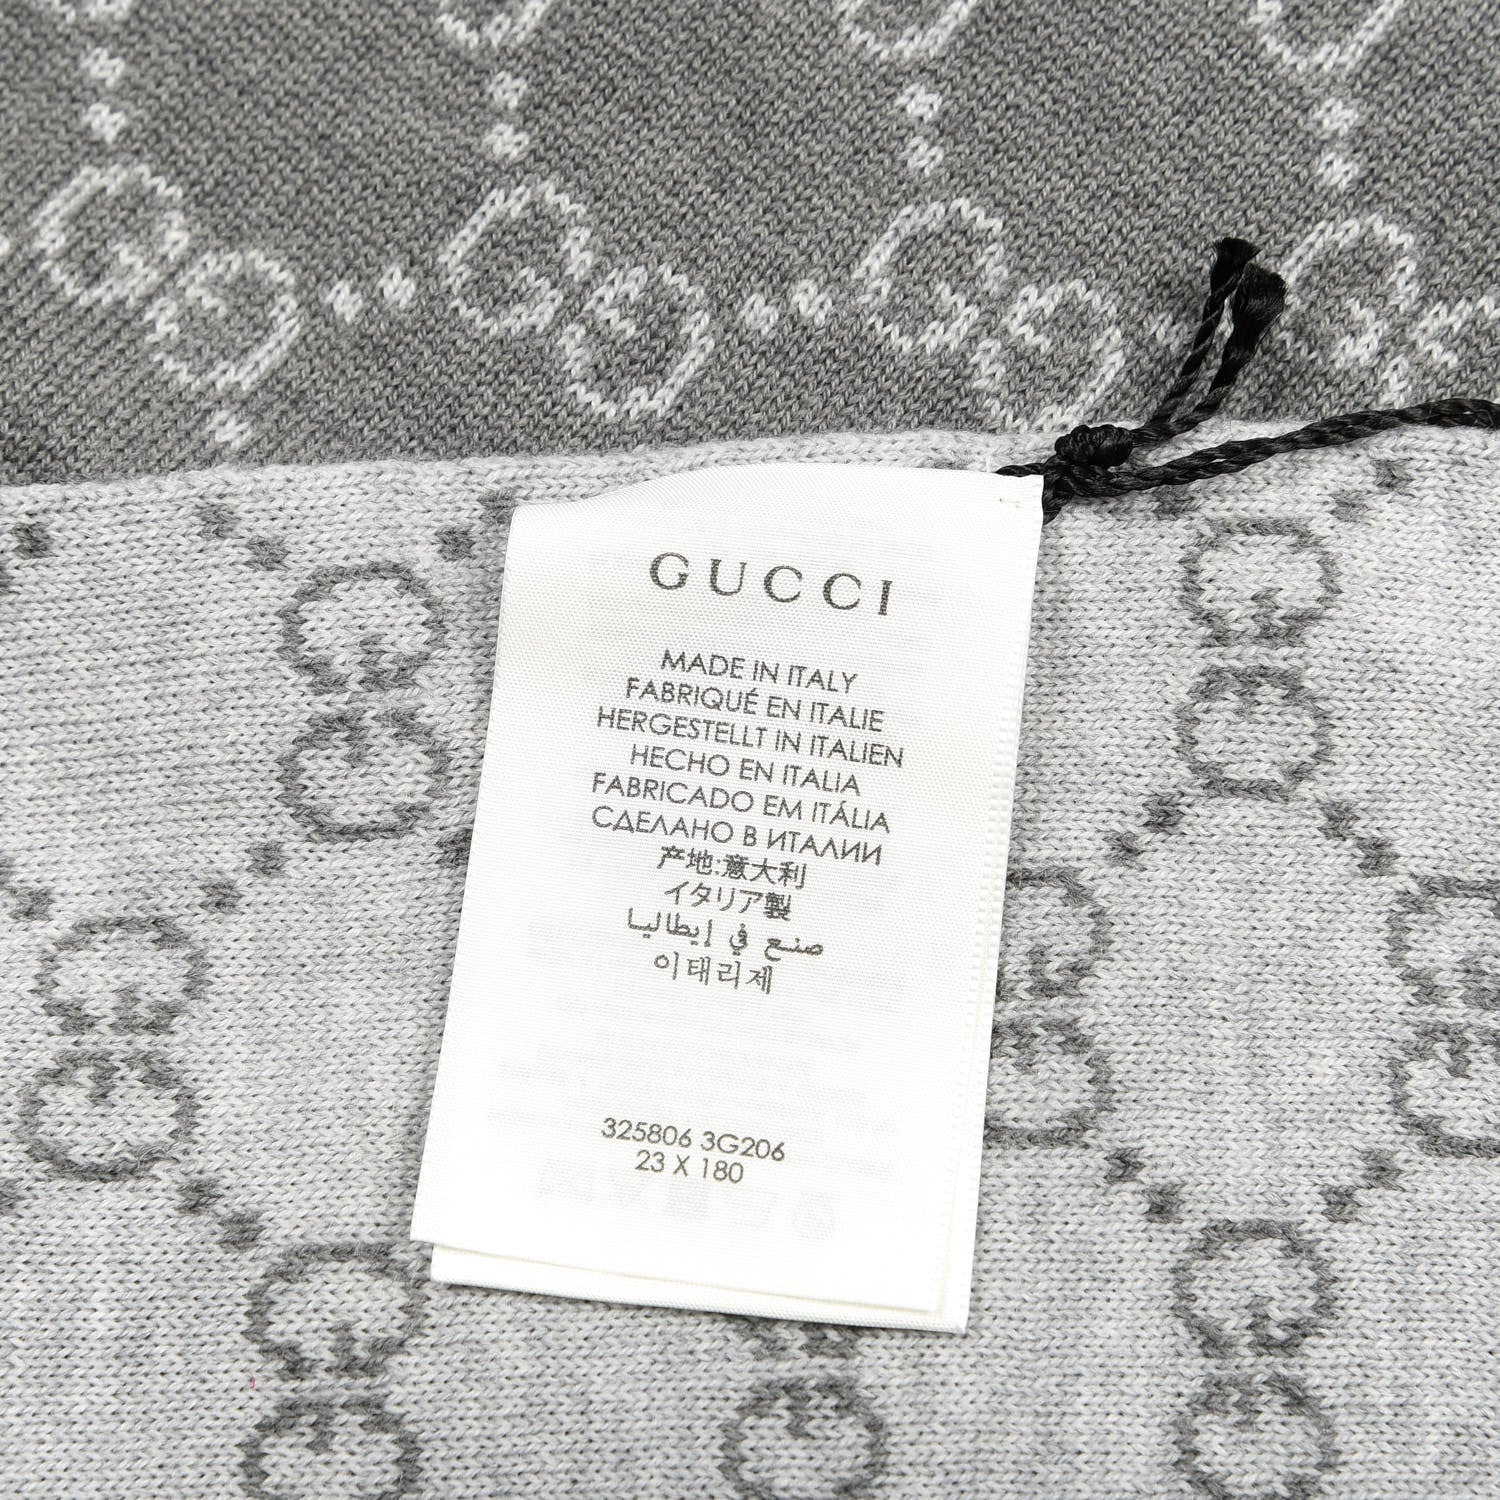 GUCCI
MADE IN ITALY
FABRIQUÉ EN ITALIE
HERGESTELLT IN ITALIEN
HECHO EN ITALIA
FABRICADO EM ITÁLIA
СДЕЛАНО В ИТАЛИИ
产地:意大利
イタリア製
صنع في إيطاليا
이태리제
325806 3G206
23 X 180